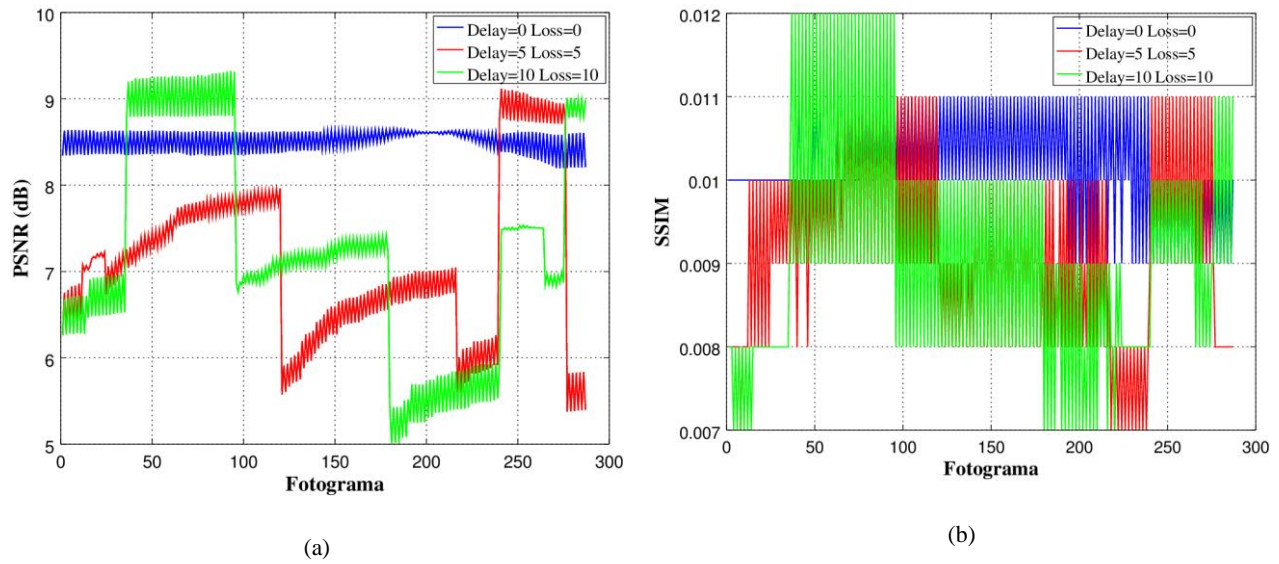 10
9
8
7
6
5
PSNR (dB)
0 50 100 150 200 250 300
Fotograma
Delay=0 Loss=0
Delay=5 Loss=5
Delay=10 Loss=10
(a)
0.012
0.011
0.01
0.009
0.008
0.007
SSIM
0 50 100 150 200 250 300
Fotograma
Delay=0 Loss=0
Delay=5 Loss=5
Delay=10 Loss=10
(b)